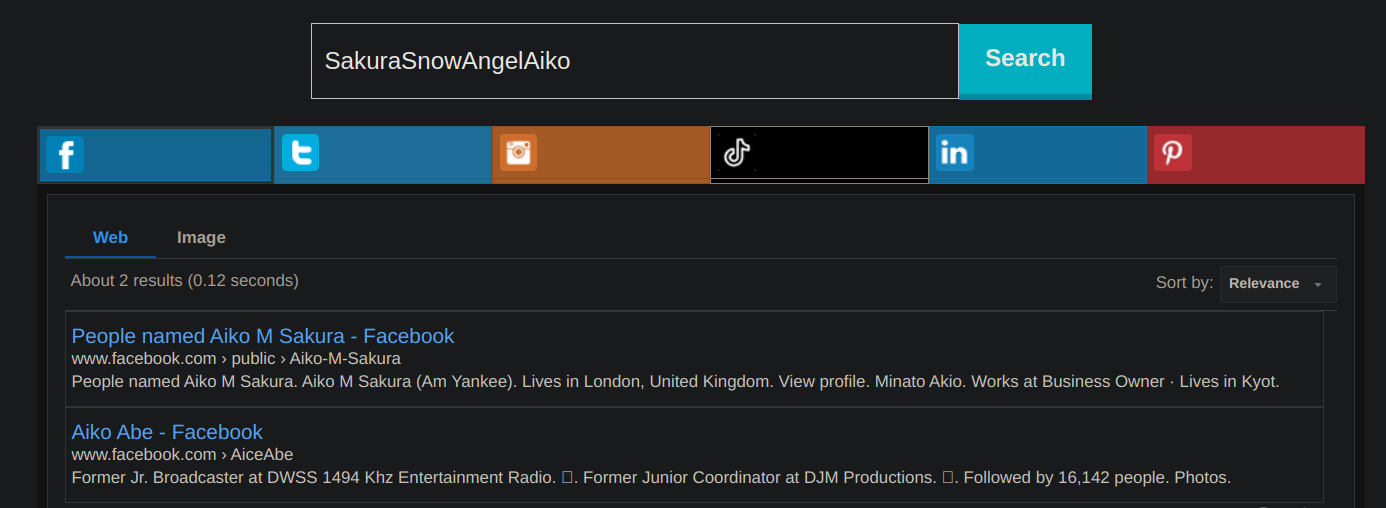 SakuraSnowAngelAiko
Search
Web
Image
About 2 results (0.12 seconds)
Sort by:
Relevance
People named Aiko M Sakura - Facebook
www.facebook.com › public › Aiko-M-Sakura
People named Aiko M Sakura. Aiko M Sakura (Am Yankee). Lives in London, United Kingdom. View profile. Minato Akio. Works at Business Owner · Lives in Kyot.
Aiko Abe - Facebook
www.facebook.com › AiceAbe
Former Jr. Broadcaster at DWSS 1494 Khz Entertainment Radio. . Former Junior Coordinator at DJM Productions. . Followed by 16,142 people. Photos.